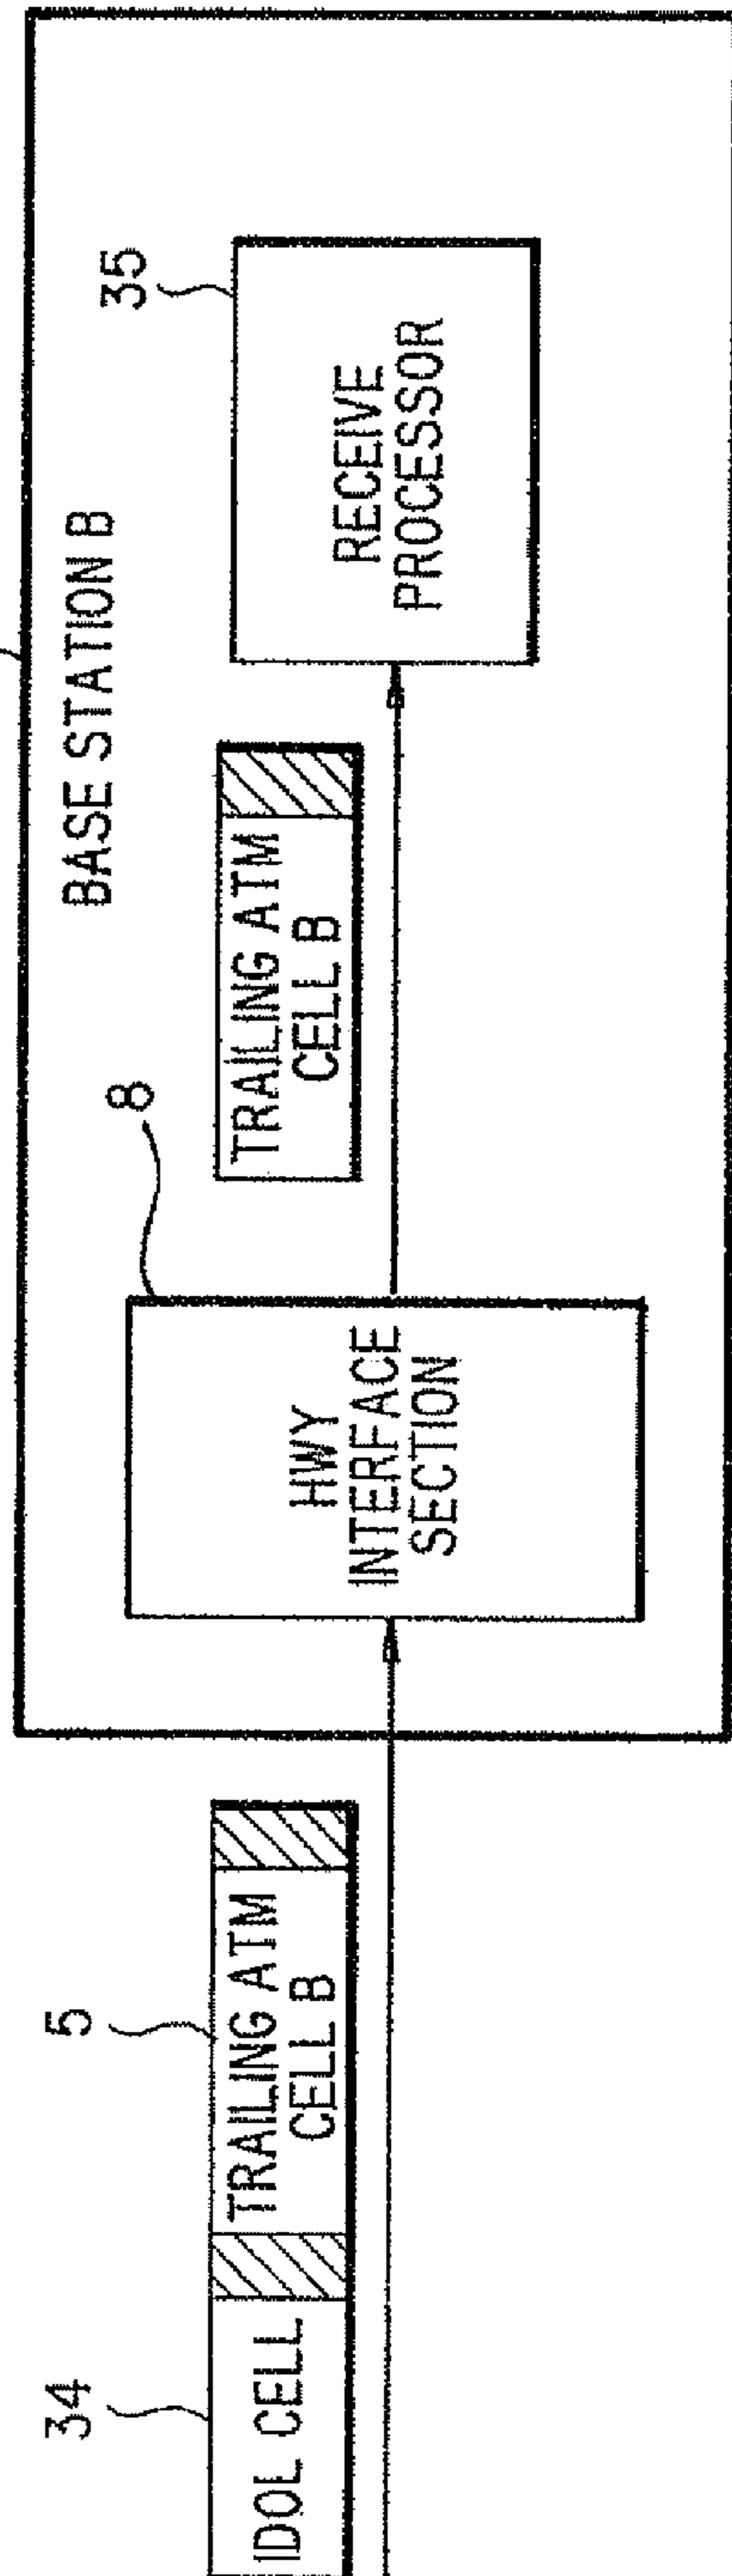 BASE STATION B
34
IDOL CELL
5
TRAILING ATM
CELL B
8
HWY
INTERFACE
SECTION
TRAILING ATM
CELL B
35
RECEIVE
PROCESSOR